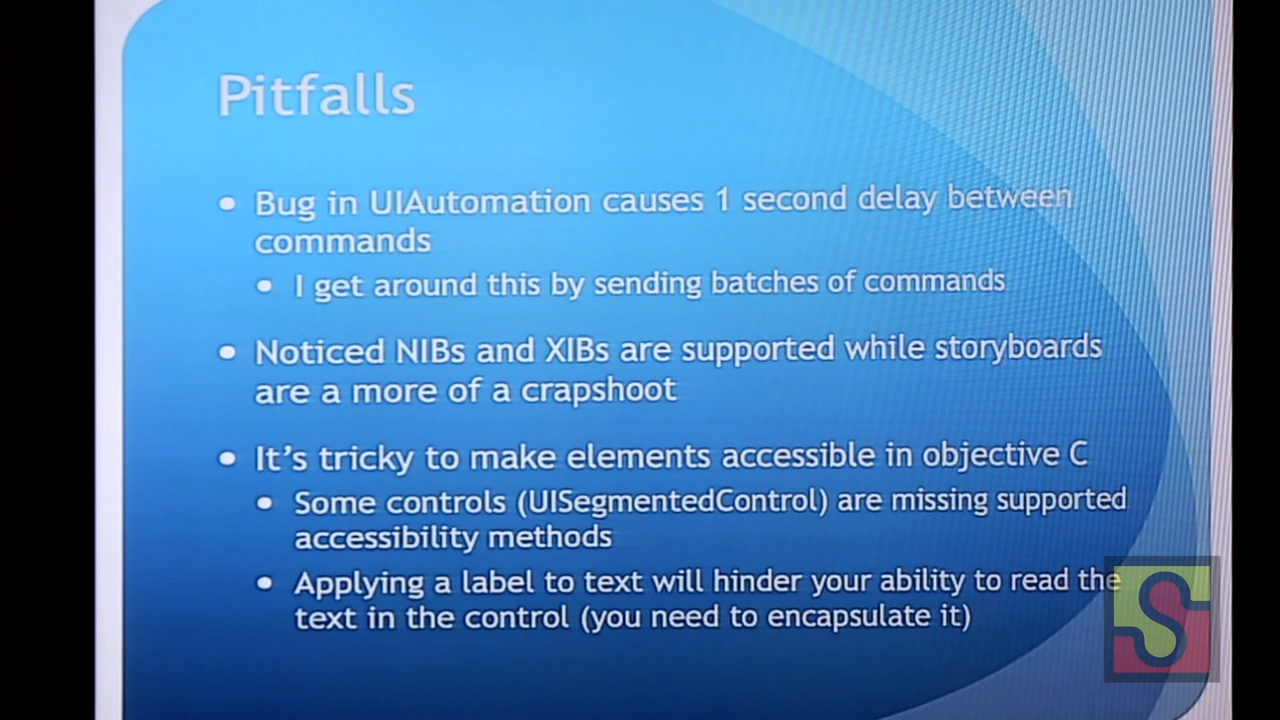 Pitfalls
• Bug in UIAutomation causes 1 second delay between
commands
• I get around this by sending batches of commands
• Noticed NIBs and XIBs are supported while storyboards
are a more of a crapshoot
• It's tricky to make elements accessible in objective C
• Some controls (UISegmentedControl) are missing supported
accessibility methods
• Applying a label to text will hinder your ability to read the
text in the control (you need to encapsulate it)
S